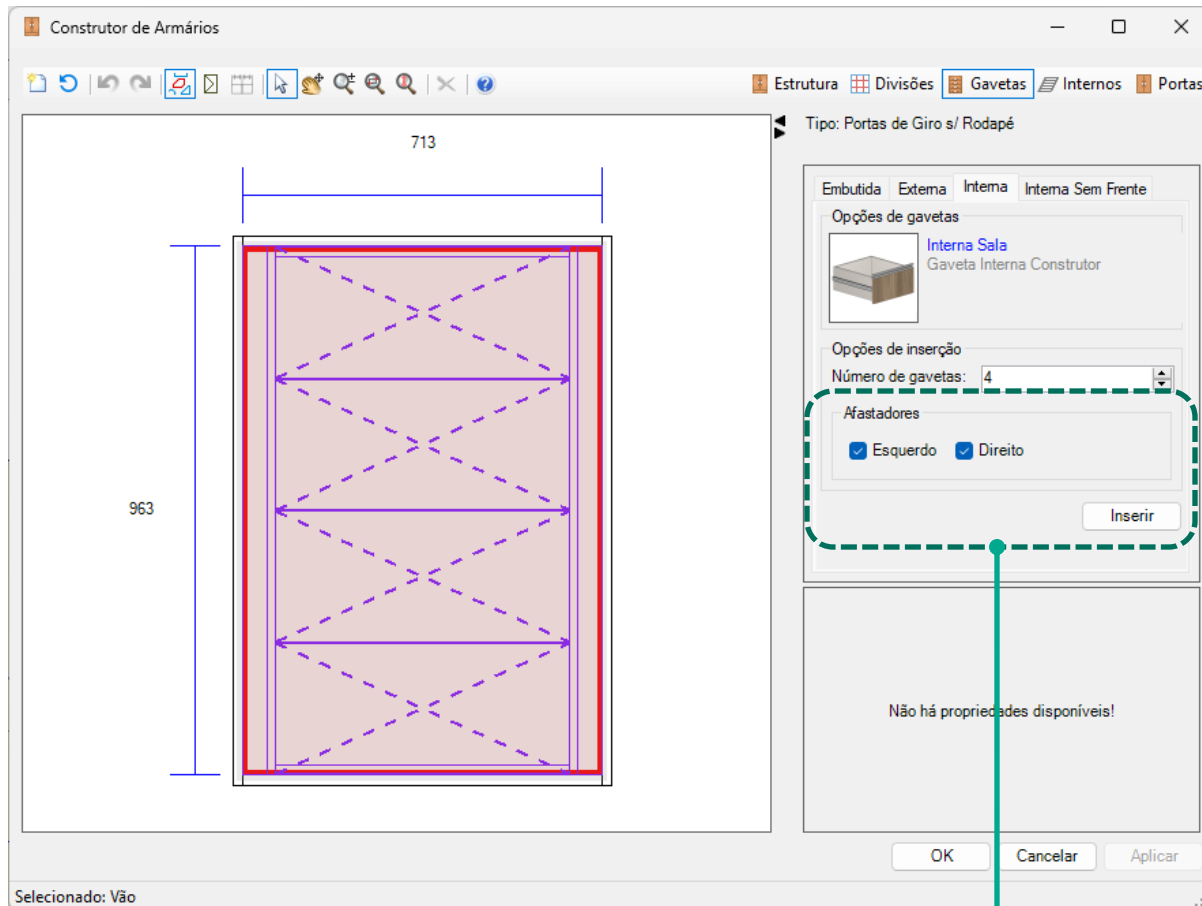 Construtor de Armários
Estrutura Divisões Gavetas Internos Portas
Tipo: Portas de Giro s/ Rodapé
713
963
Embutida Externa Interna Interna Sem Frente
Opções de gavetas
Interna Sala
Gaveta Interna Construtor
Opções de inserção
Número de gavetas: 4
Afastadores
Esquerdo Direito
Inserir
Não há propriedades disponíveis!
OK Cancelar Aplicar
Selecionado: Vão